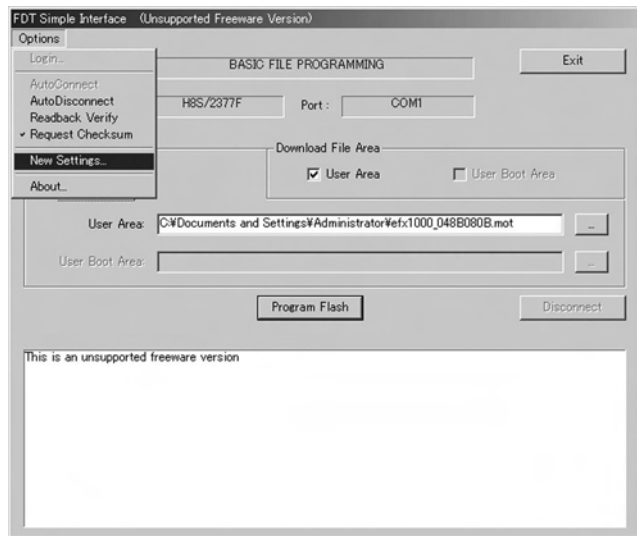 FDT Simple Interface (Unsupported Freeware Version)
Options
Login...
AutoConnect
AutoDisconnect
Readback Verify
Request Checksum
New Settings...
About...
BASIC FILE PROGRAMMING
Exit
H8S/2377F
Port :
COM1
Download File Area
User Area
User Boot Area
User Area:
C:¥Documents and Settings¥Administrator¥efx1000_048B080B.mot
...
User Boot Area:
...
Program Flash
Disconnect
This is an unsupported freeware version